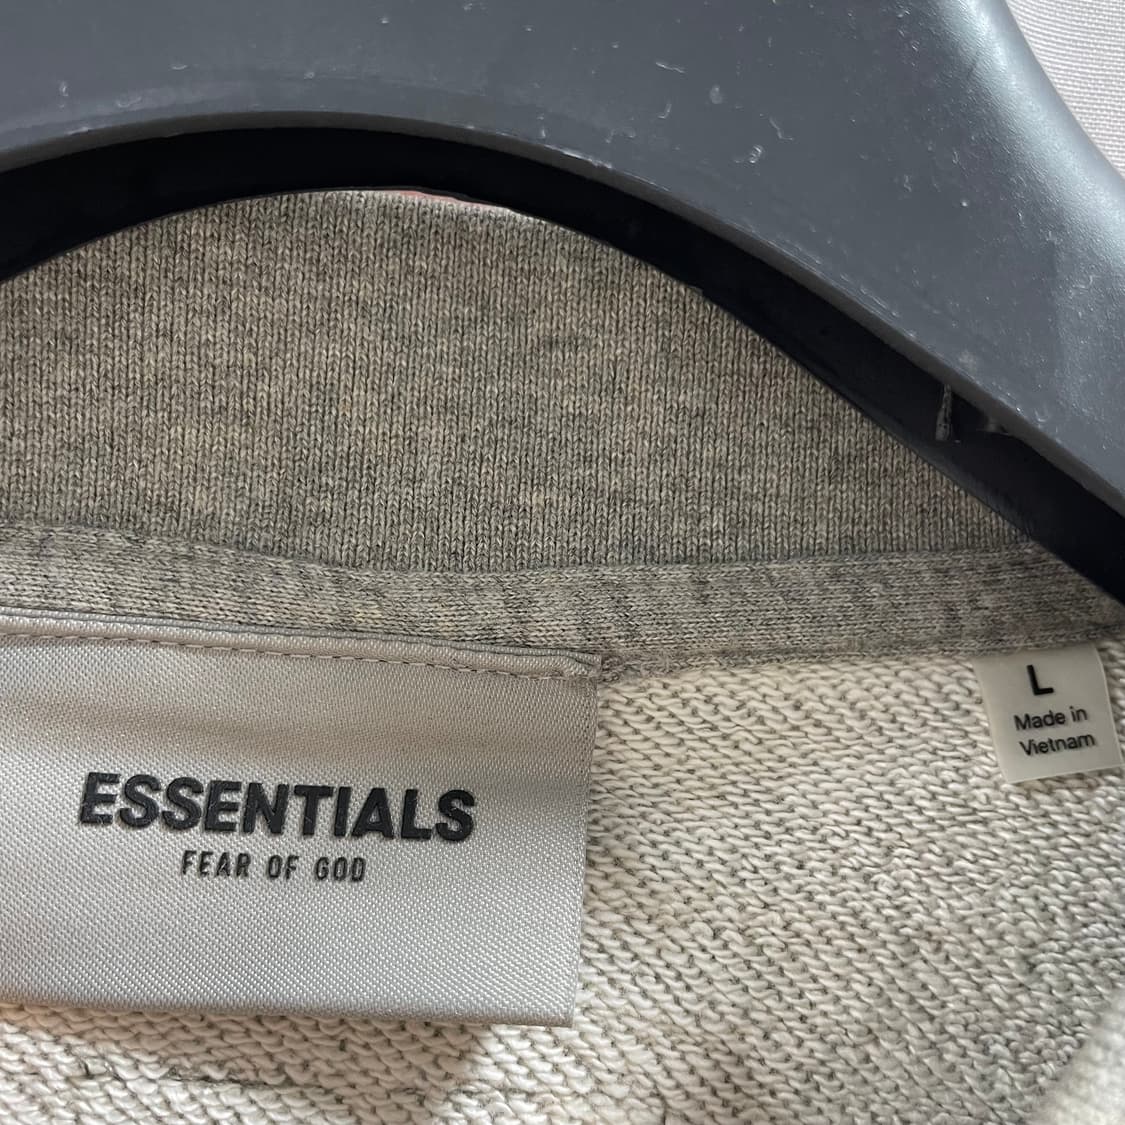 ESSENTIALS
FEAR OF GOD
L
Made in
Vietnam